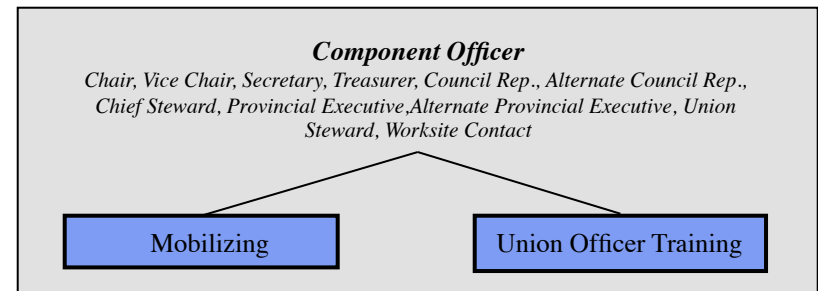 Component Officer
Chair, Vice Chair, Secretary, Treasurer, Council Rep., Alternate Council Rep.,
Chief Steward, Provincial Executive,Alternate Provincial Executive, Union
Steward, Worksite Contact
Mobilizing
Union Officer Training